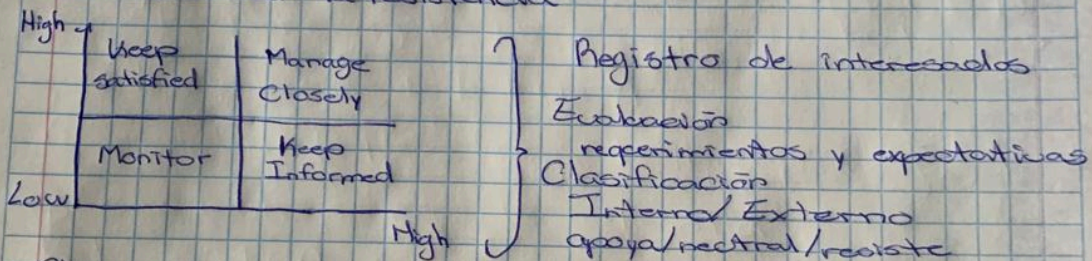 High
Keep
satisfied
Manage
Closely
Monitor
Keep
Informed
Low
High
Registro de interesados
Evaluación
requerimientos y expectativas
Clasificación
Interno/Externo
apoya/neutral/resiste